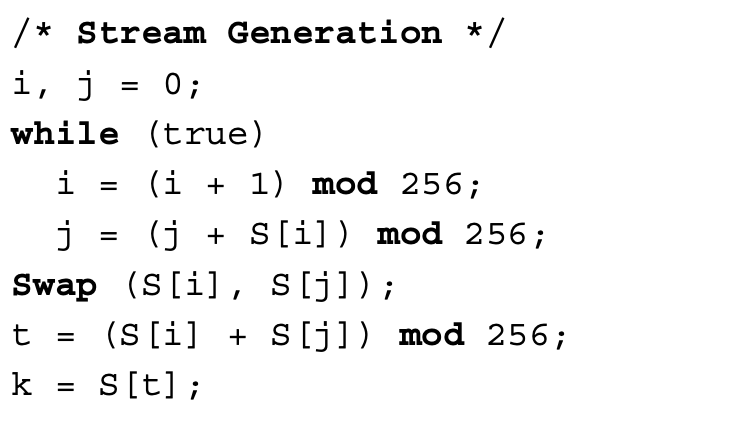 /* Stream Generation */
i, j = 0;
while (true)
  i = (i + 1) mod 256;
  j = (j + S[i]) mod 256;
Swap (S[i], S[j]);
t = (S[i] + S[j]) mod 256;
k = S[t];